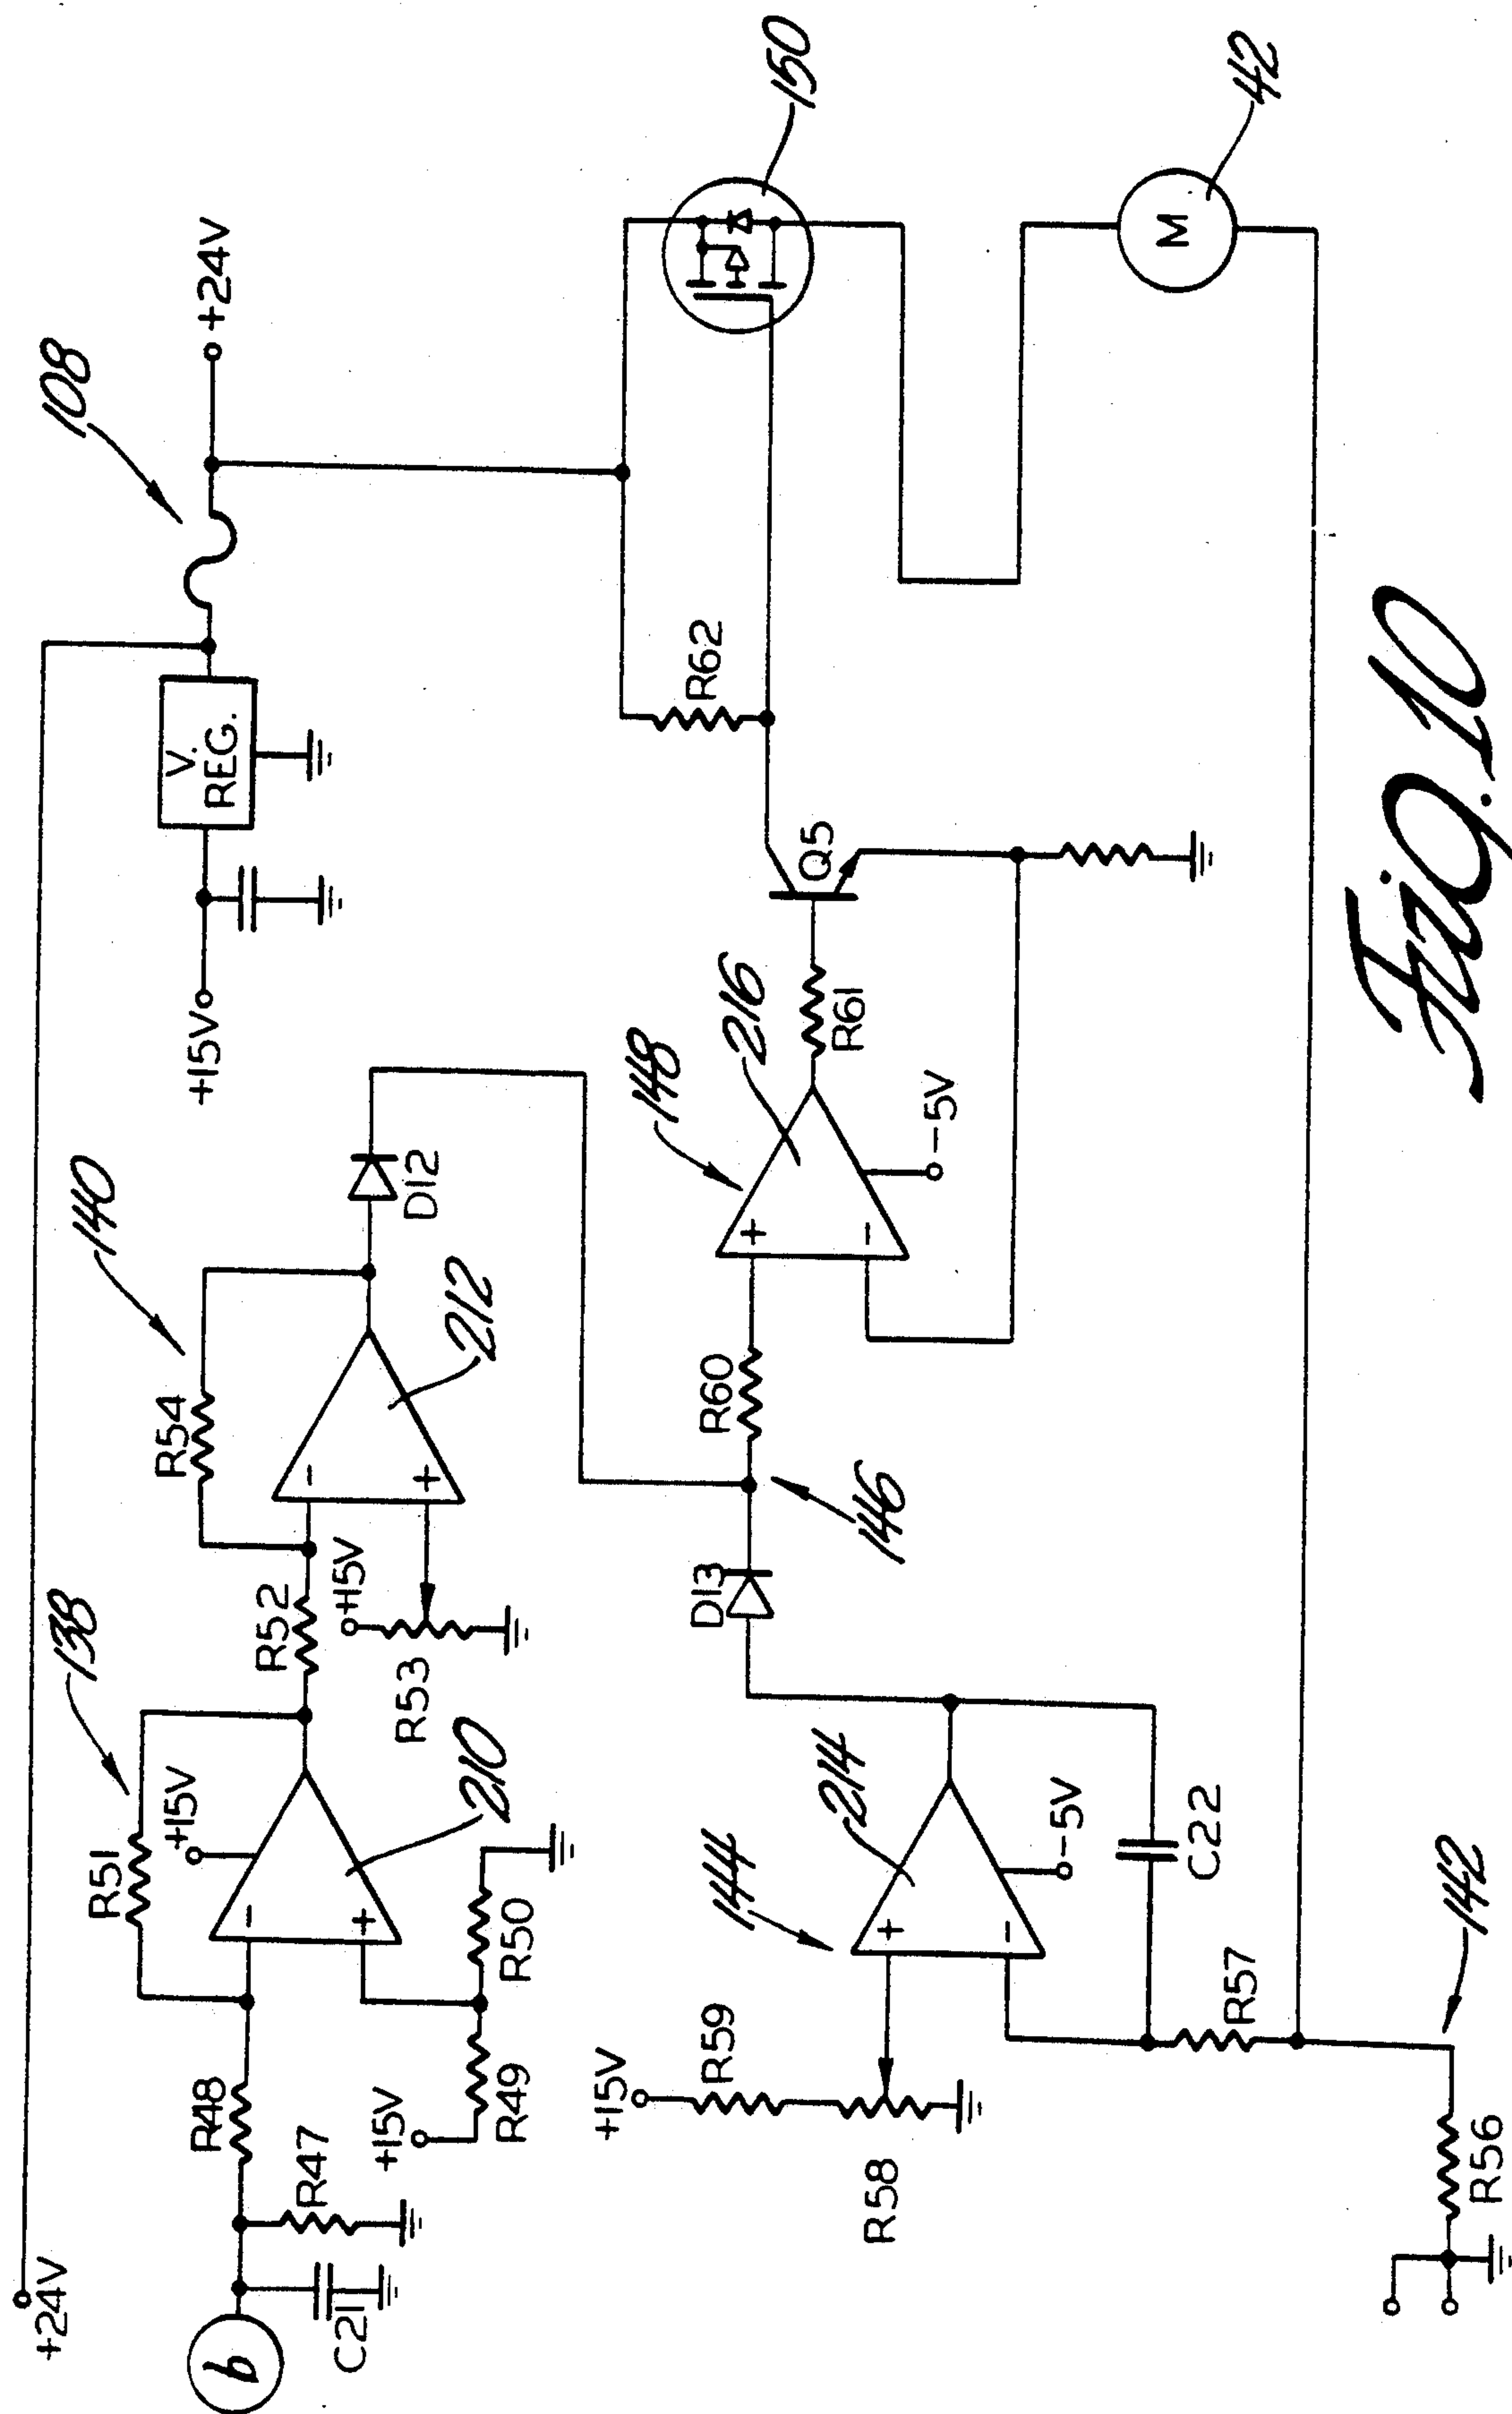 +24V
b
C21
R47
R48
R51
138
+15V
-
+
210
+15V
R49
R50
R52
R54
140
-
+
212
+15V
R53
D12
+15V
V.
REG.
108
+24V
+15V
R59
R58
144
214
+
-
-5V
C22
R57
142
R56
D13
146
R60
148
216
+
-
-5V
R61
Q5
R62
150
M
42
Fig. 10